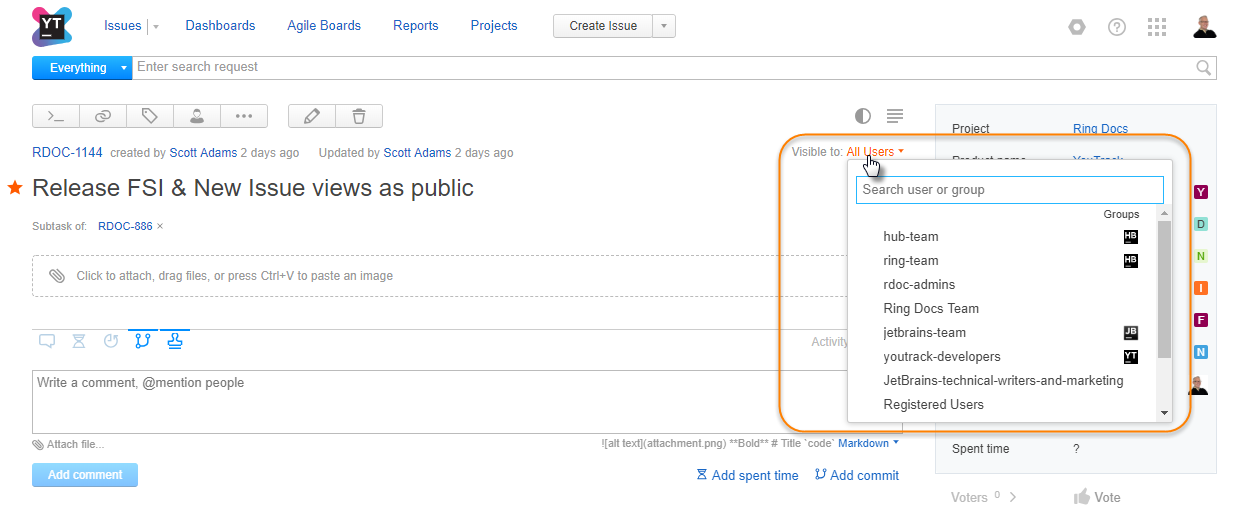 YT
Issues
Dashboards
Agile Boards
Reports
Projects
Create Issue
Everything
Enter search request
RDOC-1144 created by Scott Adams 2 days ago Updated by Scott Adams 2 days ago
Visible to: All Users
Release FSI & New Issue views as public
Subtask of: RDOC-886 ×
Click to attach, drag files, or press Ctrl+V to paste an image
Activity
Write a comment, @mention people
Attach file...
![alt text](attachment.png) **Bold** # Title `code` Markdown
Add comment
Add spent time
Add commit
Project Ring Docs
Product name YouTrack
Search user or group
Groups
hub-team HB
ring-team HB
rdoc-admins
Ring Docs Team
jetbrains-team JB
youtrack-developers YT
JetBrains-technical-writers-and-marketing
Registered Users
Y
D
N
I
F
N
Spent time ?
Voters 0
Vote